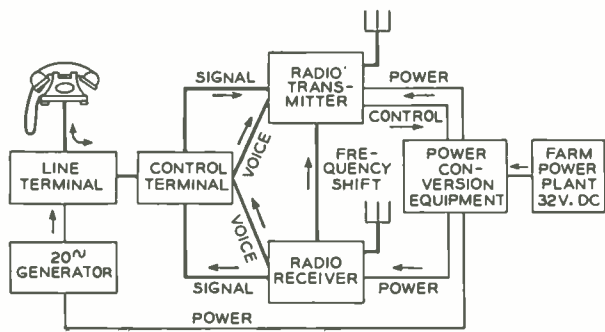 SIGNAL
RADIO
TRANS-
MITTER
POWER
CONTROL
VOICE
LINE
TERMINAL
CONTROL
TERMINAL
FRE-
QUENCY
SHIFT
POWER
CON-
VERSION
EQUIPMENT
FARM
POWER
PLANT
32V. DC
VOICE
20~
GENERATOR
RADIO
RECEIVER
SIGNAL
POWER
POWER